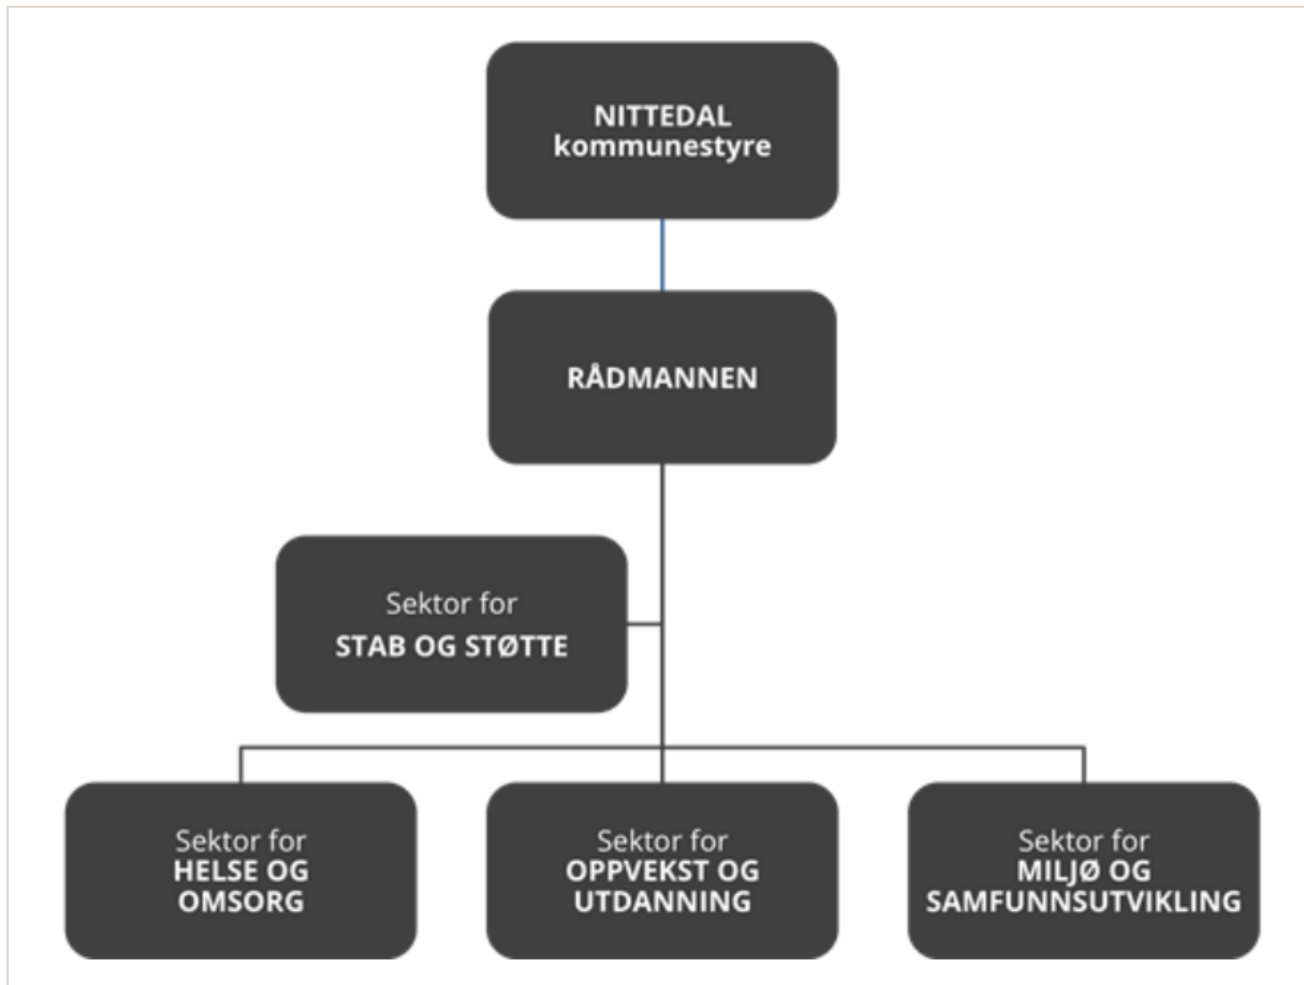 NITTEDAL
kommunestyre
RÅDMANNEN
Sektor for
STAB OG STØTTE
Sektor for
HELSE OG
OMSORG
Sektor for
OPPVEKST OG
UTDANNING
Sektor for
MILJØ OG
SAMFUNNSUTVIKLING